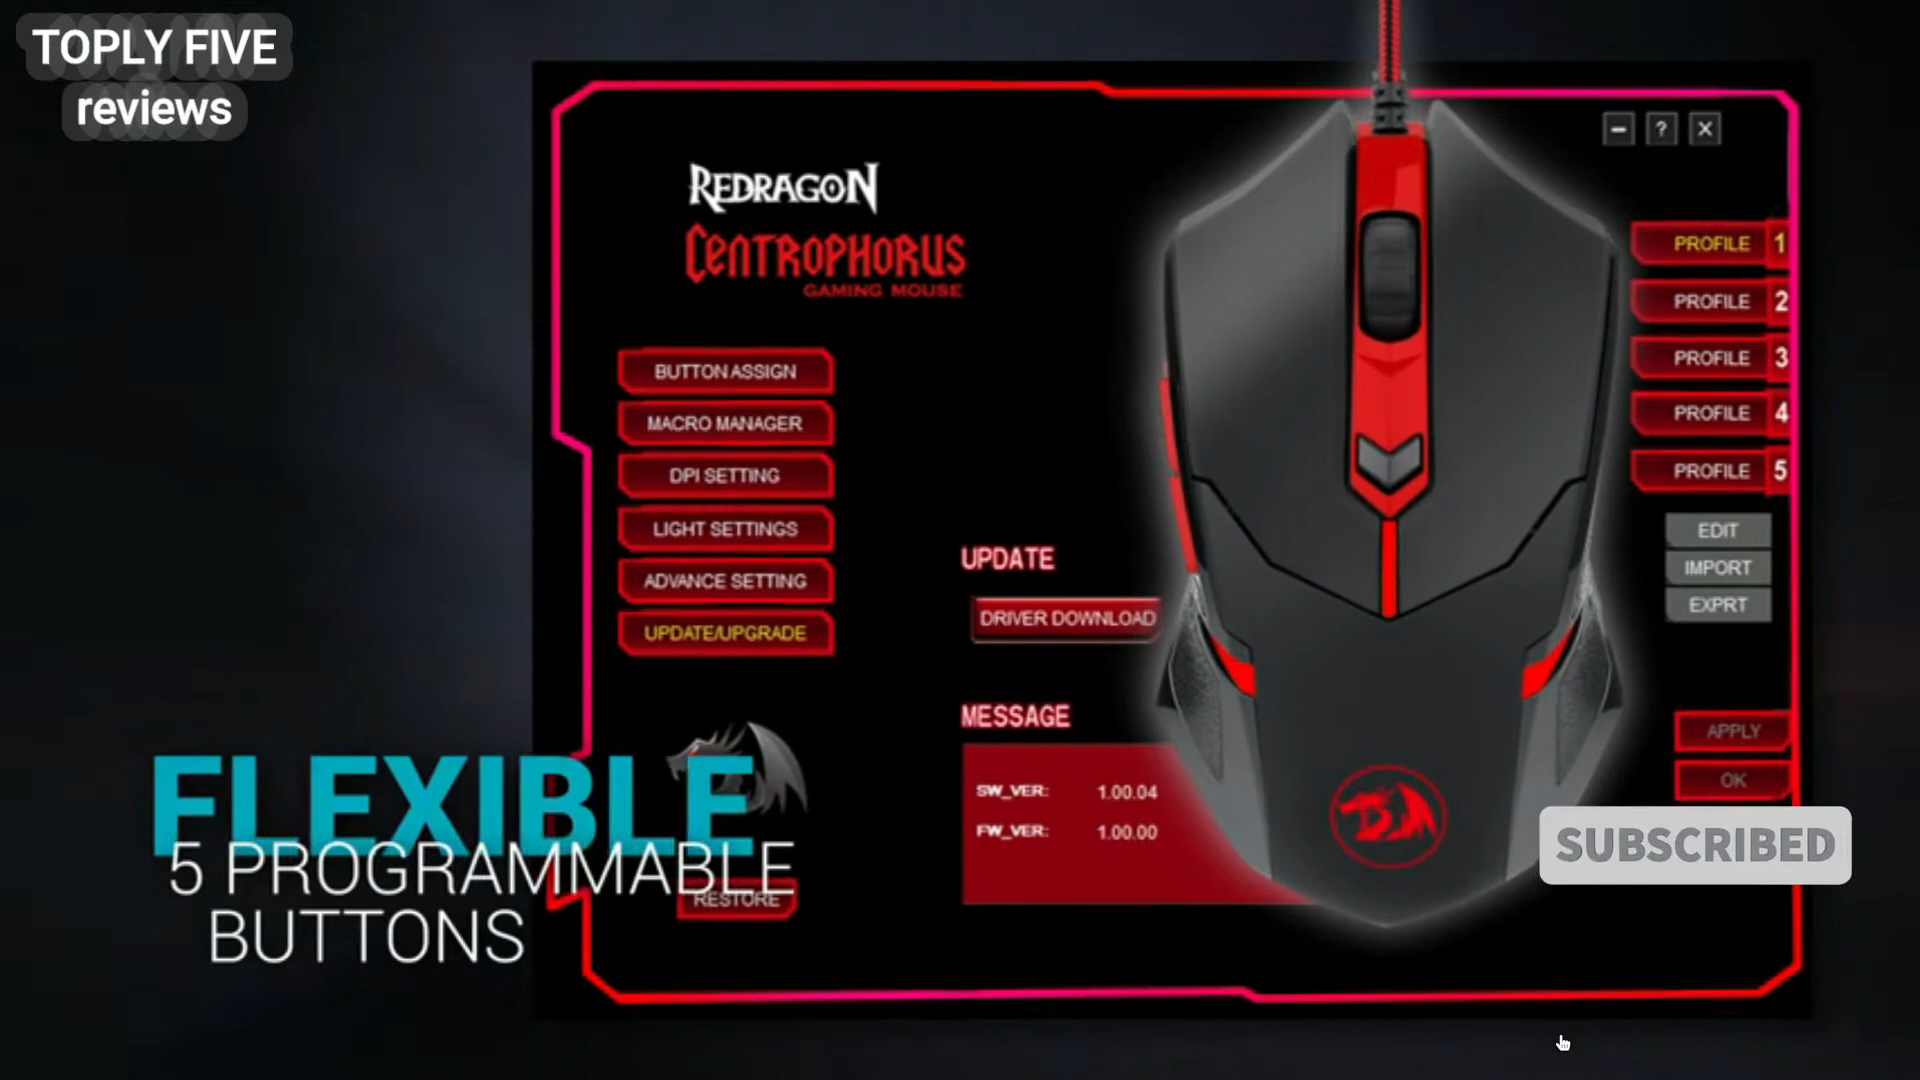 TOPLY FIVE
reviews
REDRAGON
CENTROPHORUS
GAMING MOUSE
BUTTON ASSIGN
MACRO MANAGER
DPI SETTING
LIGHT SETTINGS
ADVANCE SETTING
UPDATE/UPGRADE
UPDATE
DRIVER DOWNLOAD
MESSAGE
SW_VER: 1.00.04
FW_VER: 1.00.00
?
PROFILE 1
PROFILE 2
PROFILE 3
PROFILE 4
PROFILE 5
EDIT
IMPORT
EXPRT
APPLY
OK
FLEXIBLE
5 PROGRAMMABLE
BUTTONS
RESTORE
SUBSCRIBED